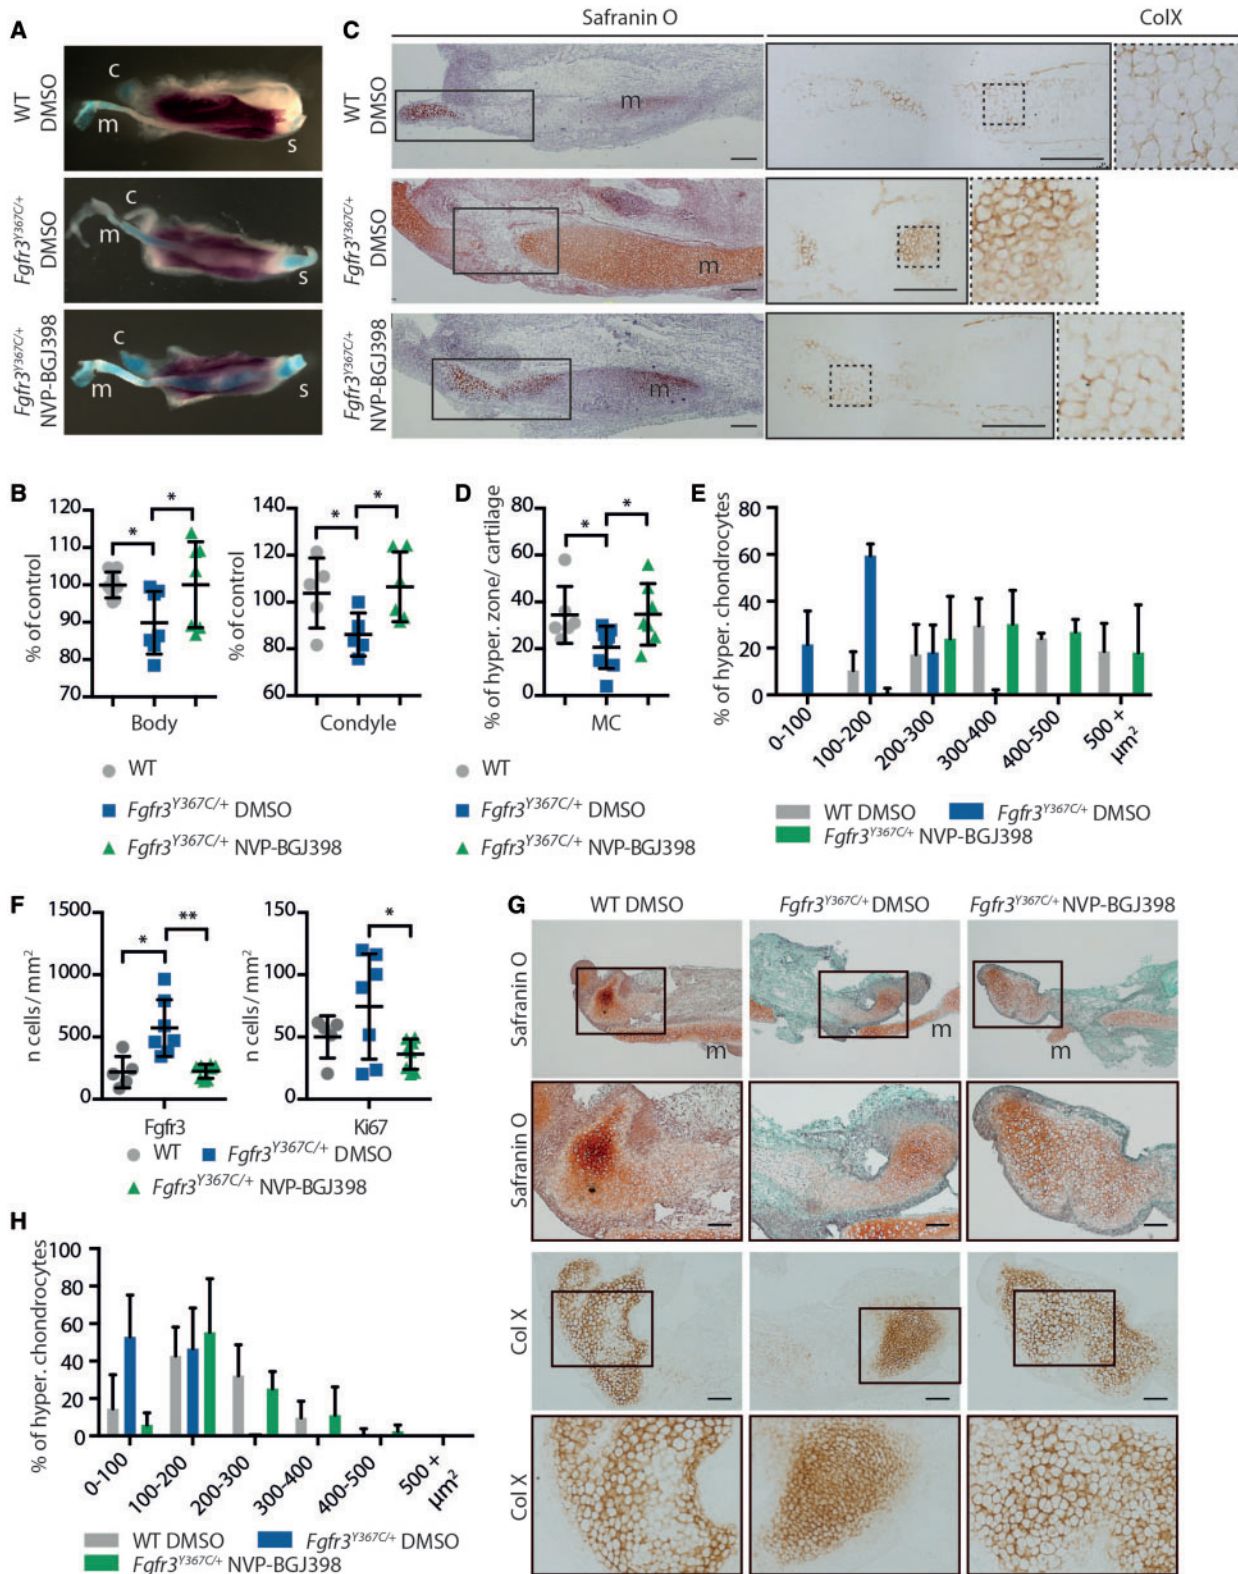 A
WT
DMSO
c
m
s
Fgfr3Y367C/+
DMSO
c
m
s
Fgfr3Y367C/+
NVP-BGJ398
c
m
s
C
Safranin O
ColX
WT
DMSO
m
Fgfr3Y367C/+
DMSO
m
Fgfr3Y367C/+
NVP-BGJ398
m
B
% of control
120
110
100
90
80
70
*
*
Body
% of control
140
120
100
80
60
*
*
Condyle
WT
Fgfr3Y367C/+ DMSO
Fgfr3Y367C/+ NVP-BGJ398
D
% of hyper. zone/ cartilage
80
60
40
20
0
*
*
MC
WT
Fgfr3Y367C/+ DMSO
Fgfr3Y367C/+ NVP-BGJ398
E
% of hyper. chondrocytes
80
60
40
20
0
0-100
100-200
200-300
300-400
400-500
500 +
µm2
WT DMSO
Fgfr3Y367C/+ DMSO
Fgfr3Y367C/+ NVP-BGJ398
F
n cells / mm2
1500
1000
500
0
*
**
Fgfr3
n cells / mm2
150
100
50
0
*
Ki67
WT
Fgfr3Y367C/+ DMSO
Fgfr3Y367C/+ NVP-BGJ398
G
WT DMSO
Fgfr3Y367C/+ DMSO
Fgfr3Y367C/+ NVP-BGJ398
Safranin O
m
m
m
Safranin O
Col X
Col X
H
% of hyper. chondrocytes
100
80
60
40
20
0
0-100
100-200
200-300
300-400
400-500
500 +
µm2
WT DMSO
Fgfr3Y367C/+ DMSO
Fgfr3Y367C/+ NVP-BGJ398